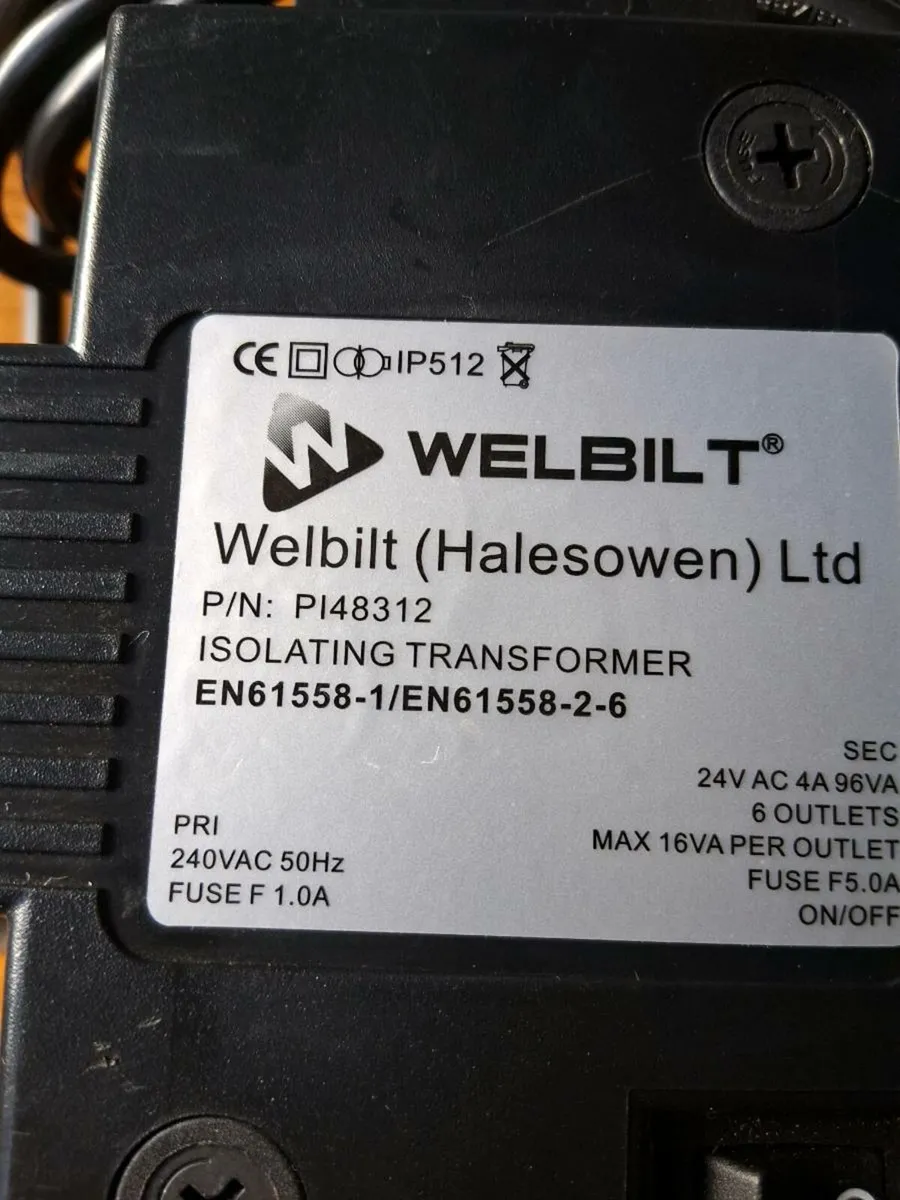 CE IP512
WELBILT®
Welbilt (Halesowen) Ltd
P/N: PI48312
ISOLATING TRANSFORMER
EN61558-1/EN61558-2-6
SEC
24V AC 4A 96VA
6 OUTLETS
MAX 16VA PER OUTLET
FUSE F5.0A
ON/OFF
PRI
240VAC 50Hz
FUSE F 1.0A